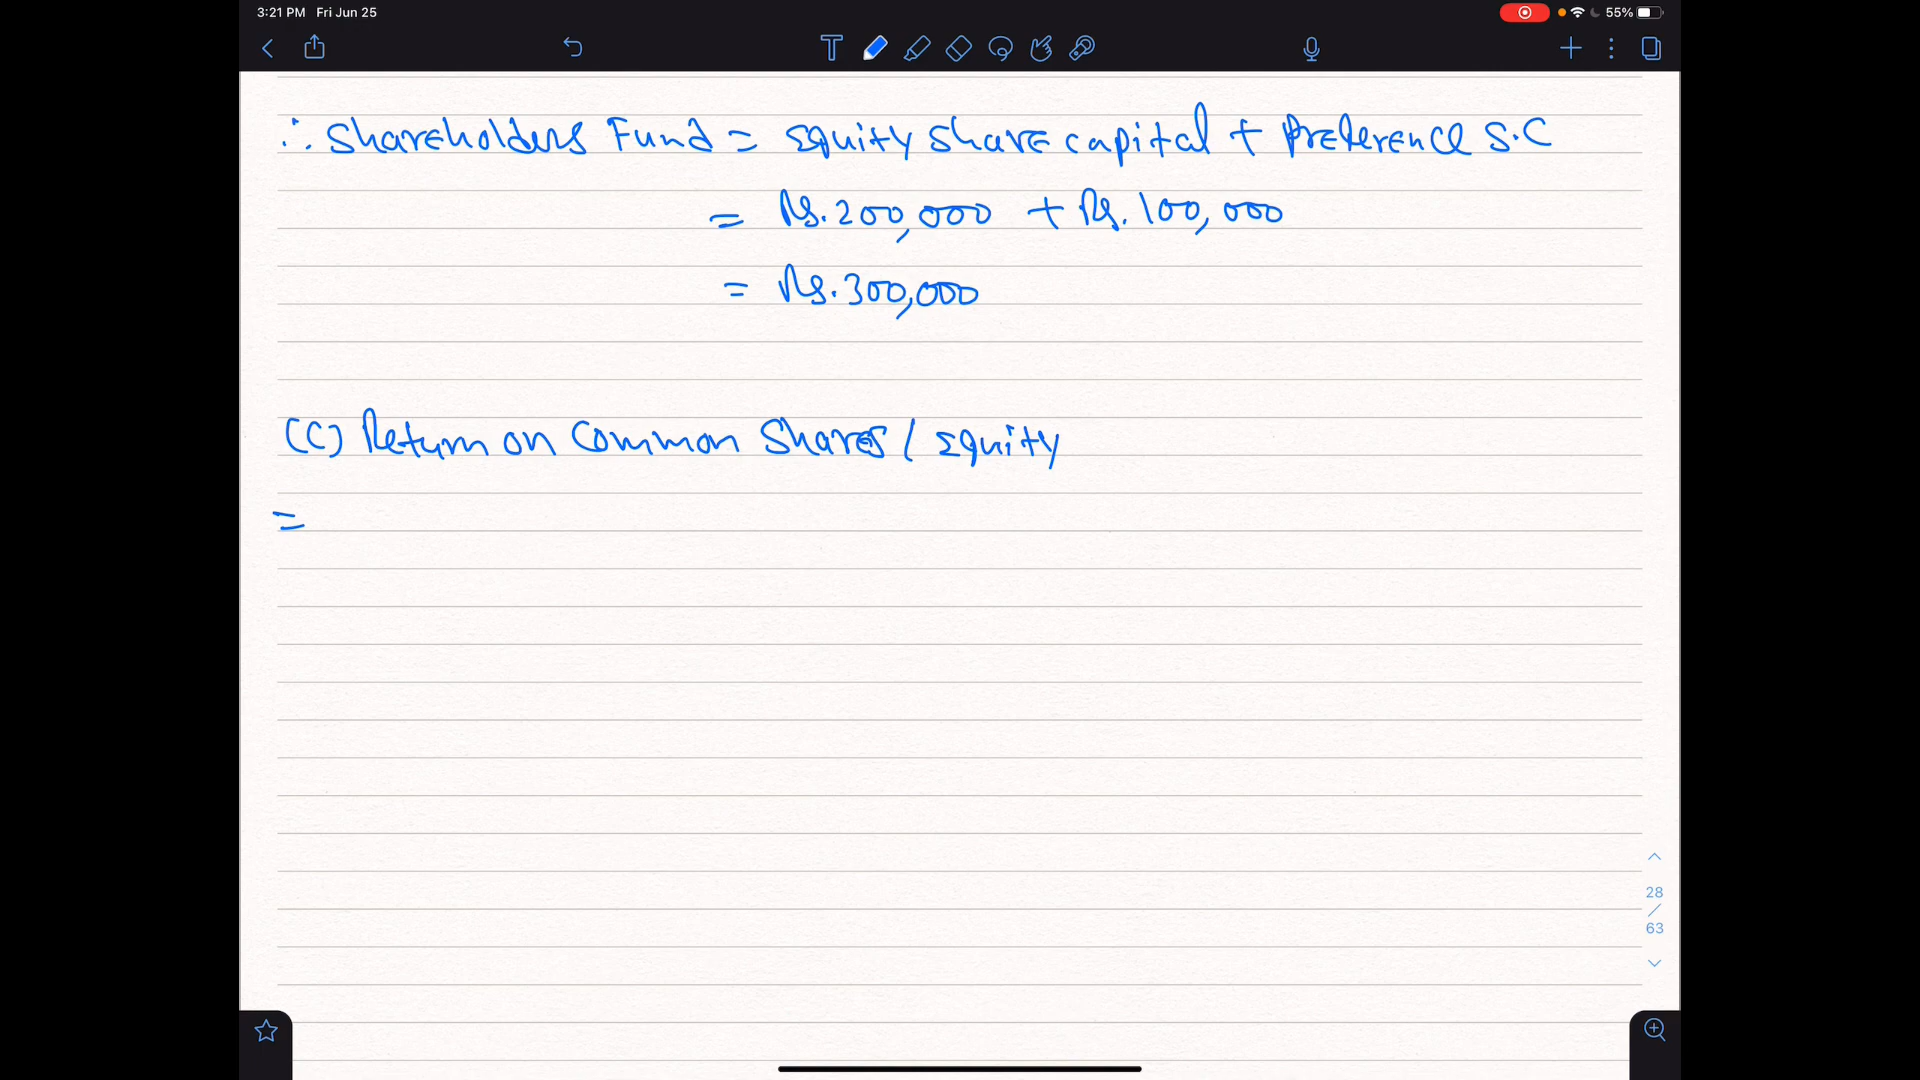 3:21 PM Fri Jun 25
55%
∴ Shareholders Fund = Equity Share capital + Preference S.C
= Rs. 200,000 + Rs. 100,000
= Rs. 300,000
(C) Return on Common Shares / Equity
=
28
/
63